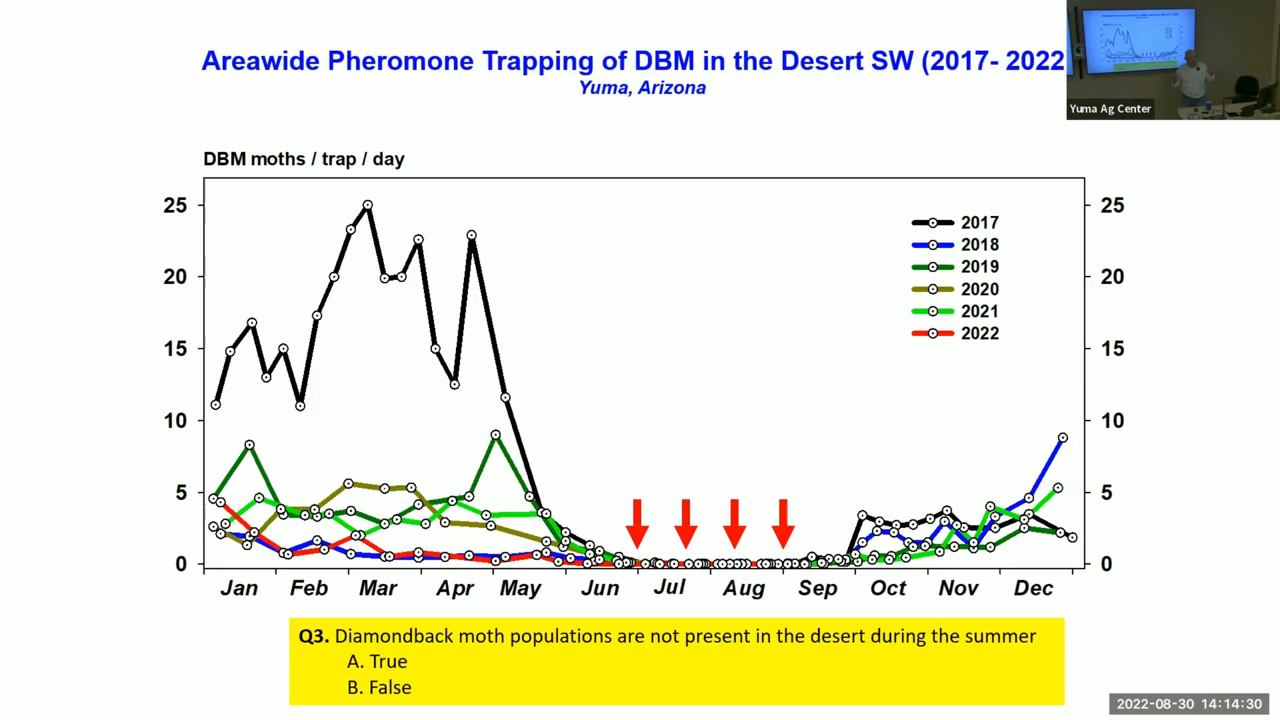 Areawide Pheromone Trapping of DBM in the Desert SW (2017- 2022
Yuma, Arizona
Yuma Ag Center
DBM moths / trap / day
25
20
15
10
5
0
25
20
15
10
5
0
2017
2018
2019
2020
2021
2022
Jan Feb Mar Apr May Jun Jul Aug Sep Oct Nov Dec
Q3. Diamondback moth populations are not present in the desert during the summer
A. True
B. False
2022-08-30 14:14:30